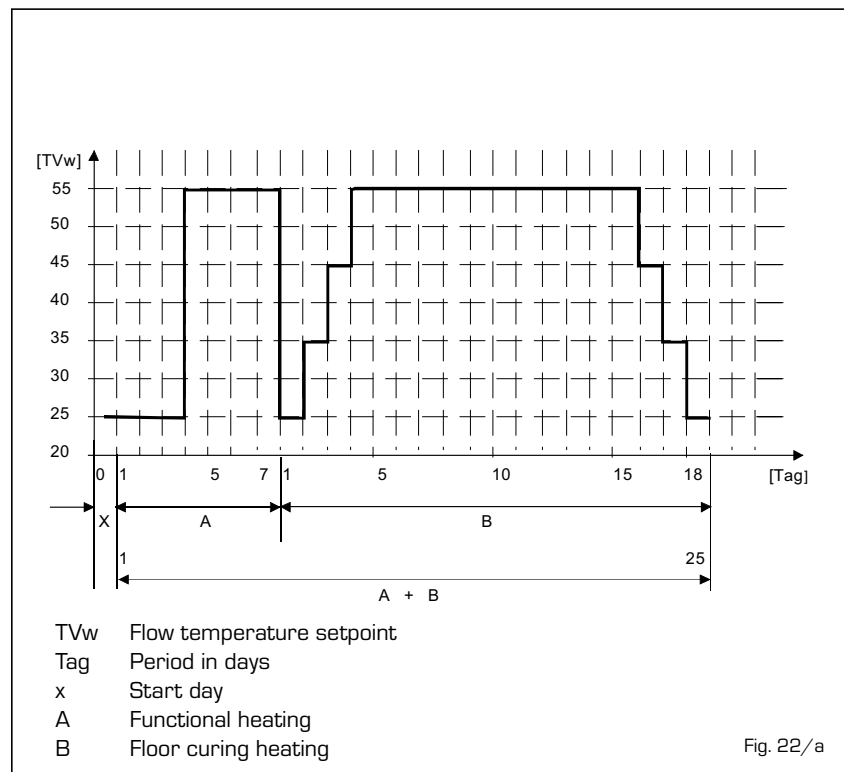 [TVw]
55
50
45
40
35
30
25
20
0 1 5 7 1 5 10 15 18 [Tag]
X A B
1 25
A + B
TVw Flow temperature setpoint
Tag Period in days
x Start day
A Functional heating
B Floor curing heating
Fig. 22/a